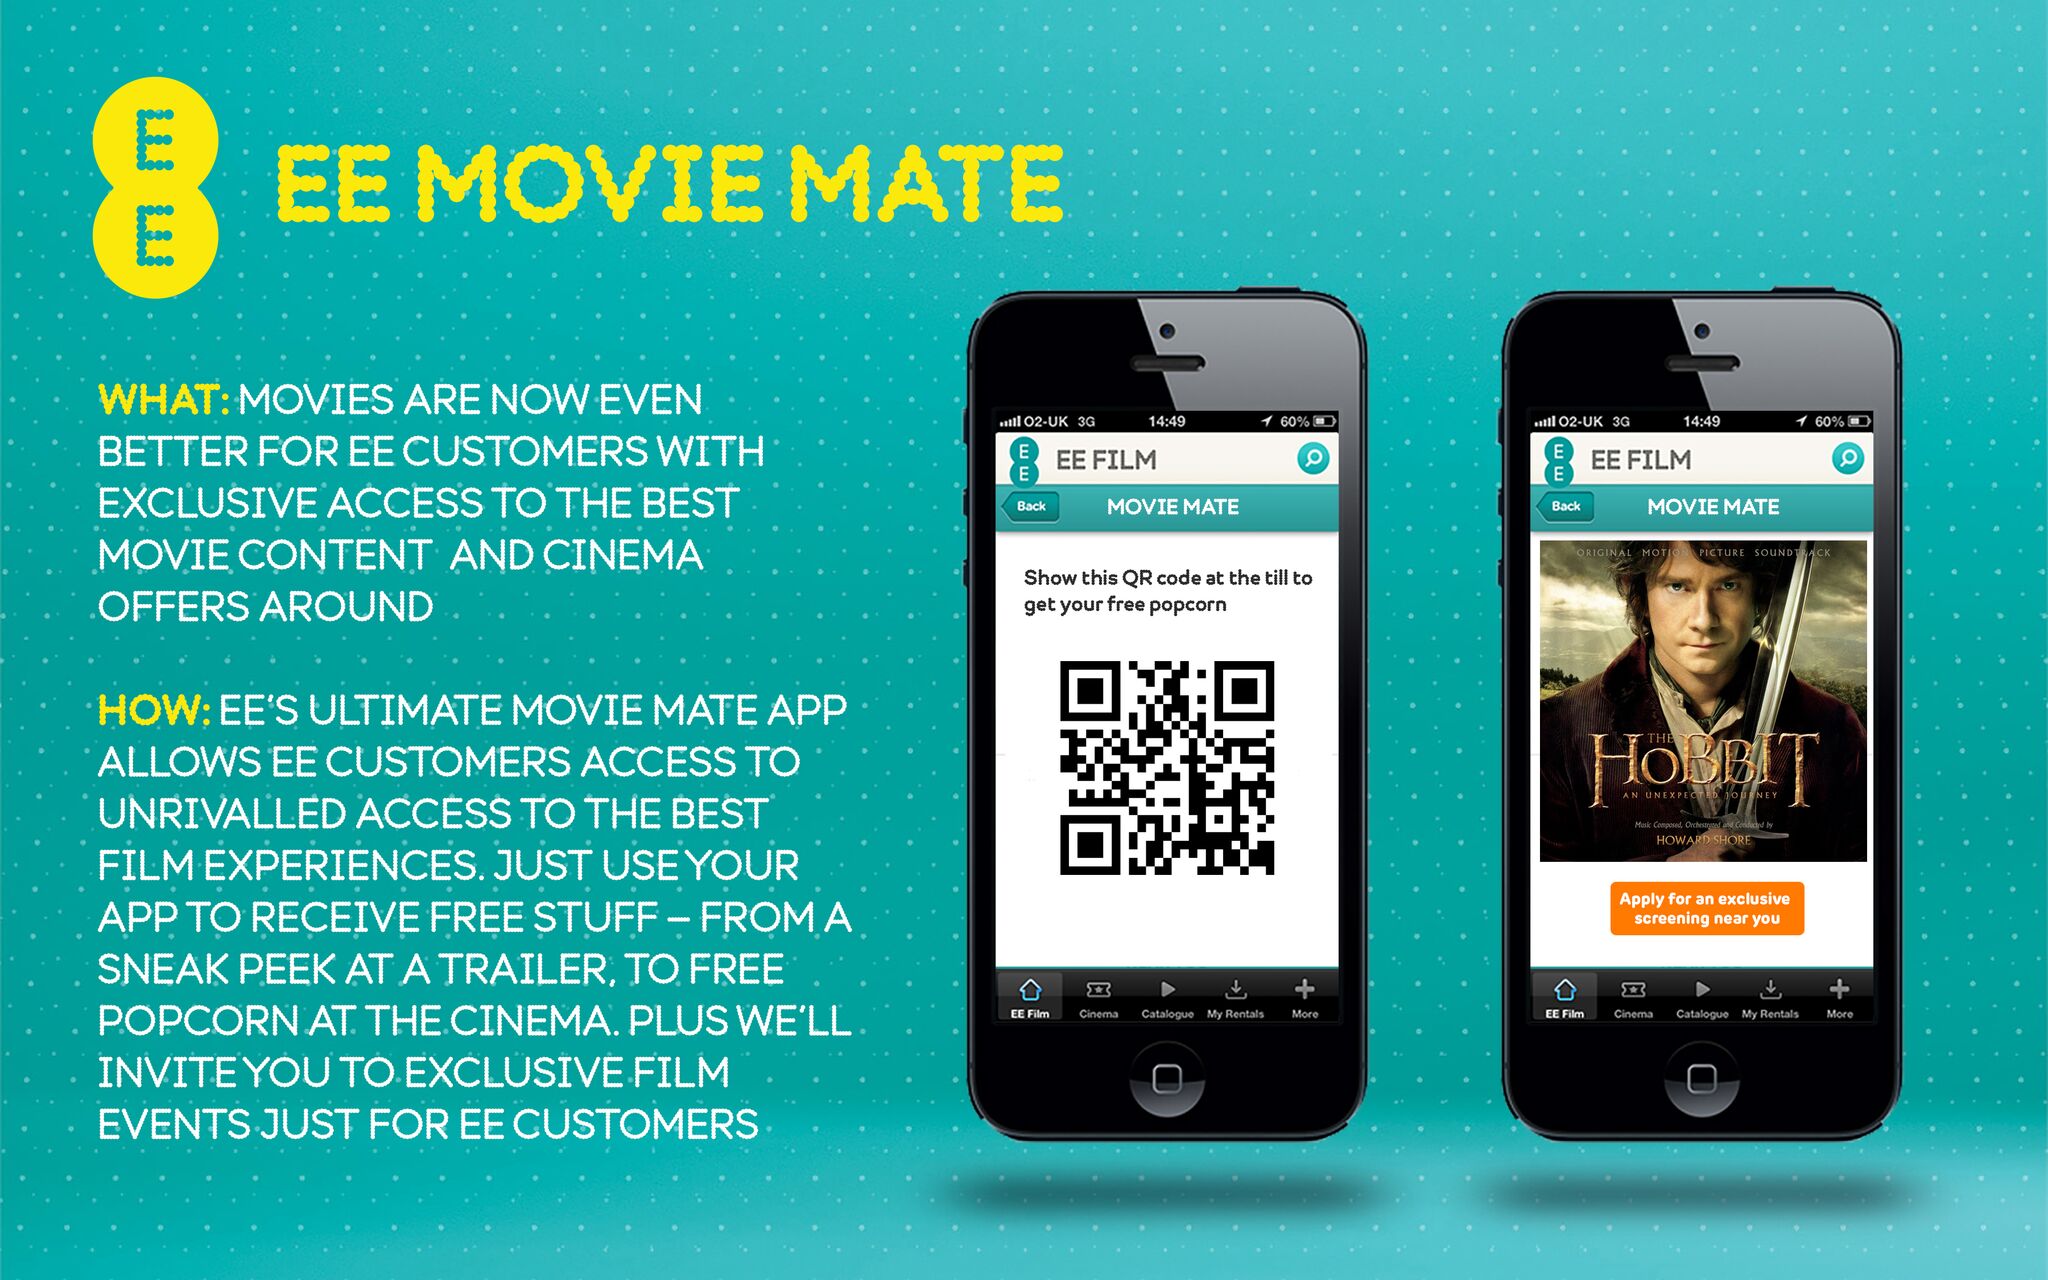 E
E
EE MOVIE MATE
WHAT: MOVIES ARE NOW EVEN
BETTER FOR EE CUSTOMERS WITH
EXCLUSIVE ACCESS TO THE BEST
MOVIE CONTENT AND CINEMA
OFFERS AROUND
HOW: EE'S ULTIMATE MOVIE MATE APP
ALLOWS EE CUSTOMERS ACCESS TO
UNRIVALLED ACCESS TO THE BEST
FILM EXPERIENCES. JUST USE YOUR
APP TO RECEIVE FREE STUFF – FROM A
SNEAK PEEK AT A TRAILER, TO FREE
POPCORN AT THE CINEMA. PLUS WE'LL
INVITE YOU TO EXCLUSIVE FILM
EVENTS JUST FOR EE CUSTOMERS
O2-UK 3G 14:49 60%
E
E
EE FILM
Back MOVIE MATE
Show this QR code at the till to
get your free popcorn
EE Film Cinema Catalogue My Rentals More
O2-UK 3G 14:49 60%
E
E
EE FILM
Back MOVIE MATE
ORIGINAL MOTION PICTURE SOUNDTRACK
THE
HOBBIT
AN UNEXPECTED JOURNEY
Music Composed, Orchestrated and Conducted by
HOWARD SHORE
Apply for an exclusive
screening near you
EE Film Cinema Catalogue My Rentals More